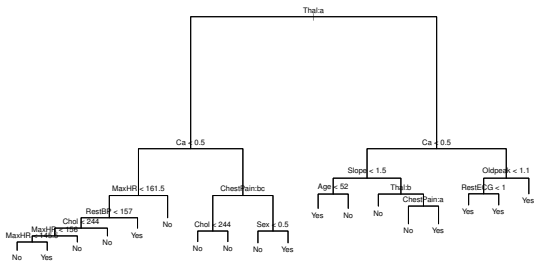 Thal:a
Ca < 0.5
Ca < 0.5
MaxHR < 161.5
ChestPain:bc
Slope < 1.5
Oldpeak < 1.1
RestBP < 157
No
Chol < 244
Sex < 0.5
Age < 52
Thal:b
RestECG < 1
Yes
Chol < 244
Yes
No
No
No
Yes
Yes
No
No
ChestPain:a
Yes
Yes
MaxHR < 156
No
No
Yes
MaxHR < 145.5
No
No
Yes